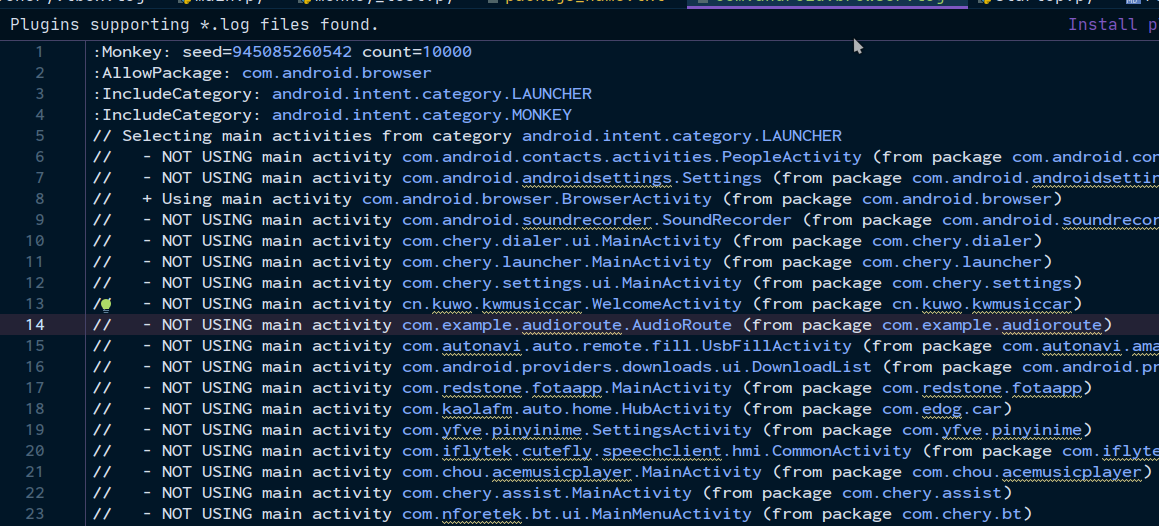 Plugins supporting *.log files found.
Install p
1 :Monkey: seed=945085260542 count=10000
2 :AllowPackage: com.android.browser
3 :IncludeCategory: android.intent.category.LAUNCHER
4 :IncludeCategory: android.intent.category.MONKEY
5 // Selecting main activities from category android.intent.category.LAUNCHER
6 //   - NOT USING main activity com.android.contacts.activities.PeopleActivity (from package com.android.con
7 //   - NOT USING main activity com.android.androidsettings.Settings (from package com.android.androidsettin
8 //   + Using main activity com.android.browser.BrowserActivity (from package com.android.browser)
9 //   - NOT USING main activity com.android.soundrecorder.SoundRecorder (from package com.android.soundrecor
10 //   - NOT USING main activity com.chery.dialer.ui.MainActivity (from package com.chery.dialer)
11 //   - NOT USING main activity com.chery.launcher.MainActivity (from package com.chery.launcher)
12 //   - NOT USING main activity com.chery.settings.ui.MainActivity (from package com.chery.settings)
13 /   - NOT USING main activity cn.kuwo.kwmusiccar.WelcomeActivity (from package cn.kuwo.kwmusiccar)
14 //   - NOT USING main activity com.example.audioroute.AudioRoute (from package com.example.audioroute)
15 //   - NOT USING main activity com.autonavi.auto.remote.fill.UsbFillActivity (from package com.autonavi.ama
16 //   - NOT USING main activity com.android.providers.downloads.ui.DownloadList (from package com.android.pr
17 //   - NOT USING main activity com.redstone.fotaapp.MainActivity (from package com.redstone.fotaapp)
18 //   - NOT USING main activity com.kaolafm.auto.home.HubActivity (from package com.edog.car)
19 //   - NOT USING main activity com.yfve.pinyinime.SettingsActivity (from package com.yfve.pinyinime)
20 //   - NOT USING main activity com.iflytek.cutefly.speechclient.hmi.CommonActivity (from package com.iflyte
21 //   - NOT USING main activity com.chou.acemusicplayer.MainActivity (from package com.chou.acemusicplayer)
22 //   - NOT USING main activity com.chery.assist.MainActivity (from package com.chery.assist)
23 //   - NOT USING main activity com.nforetek.bt.ui.MainMenuActivity (from package com.chery.bt)